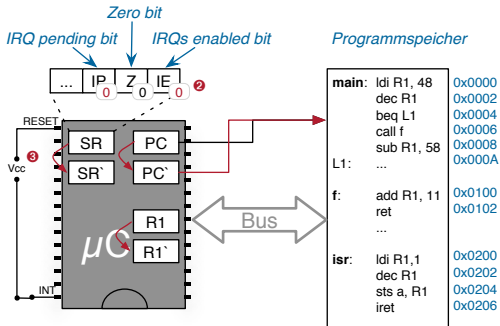 Zero bit
IRQ pending bit
IRQs enabled bit
Programmspeicher
... IP Z IE
0 0 0
❷
RESET
❸
Vcc
INT
SR
PC
SR`
PC`
R1
R1`
µC
Bus
main: ldi R1, 48 0x0000
dec R1 0x0002
beq L1 0x0004
call f 0x0006
sub R1, 58 0x0008
L1: ... 0x000A
f: add R1, 11 0x0100
ret 0x0102
...
isr: ldi R1,1 0x0200
dec R1 0x0202
sts a, R1 0x0204
iret 0x0206